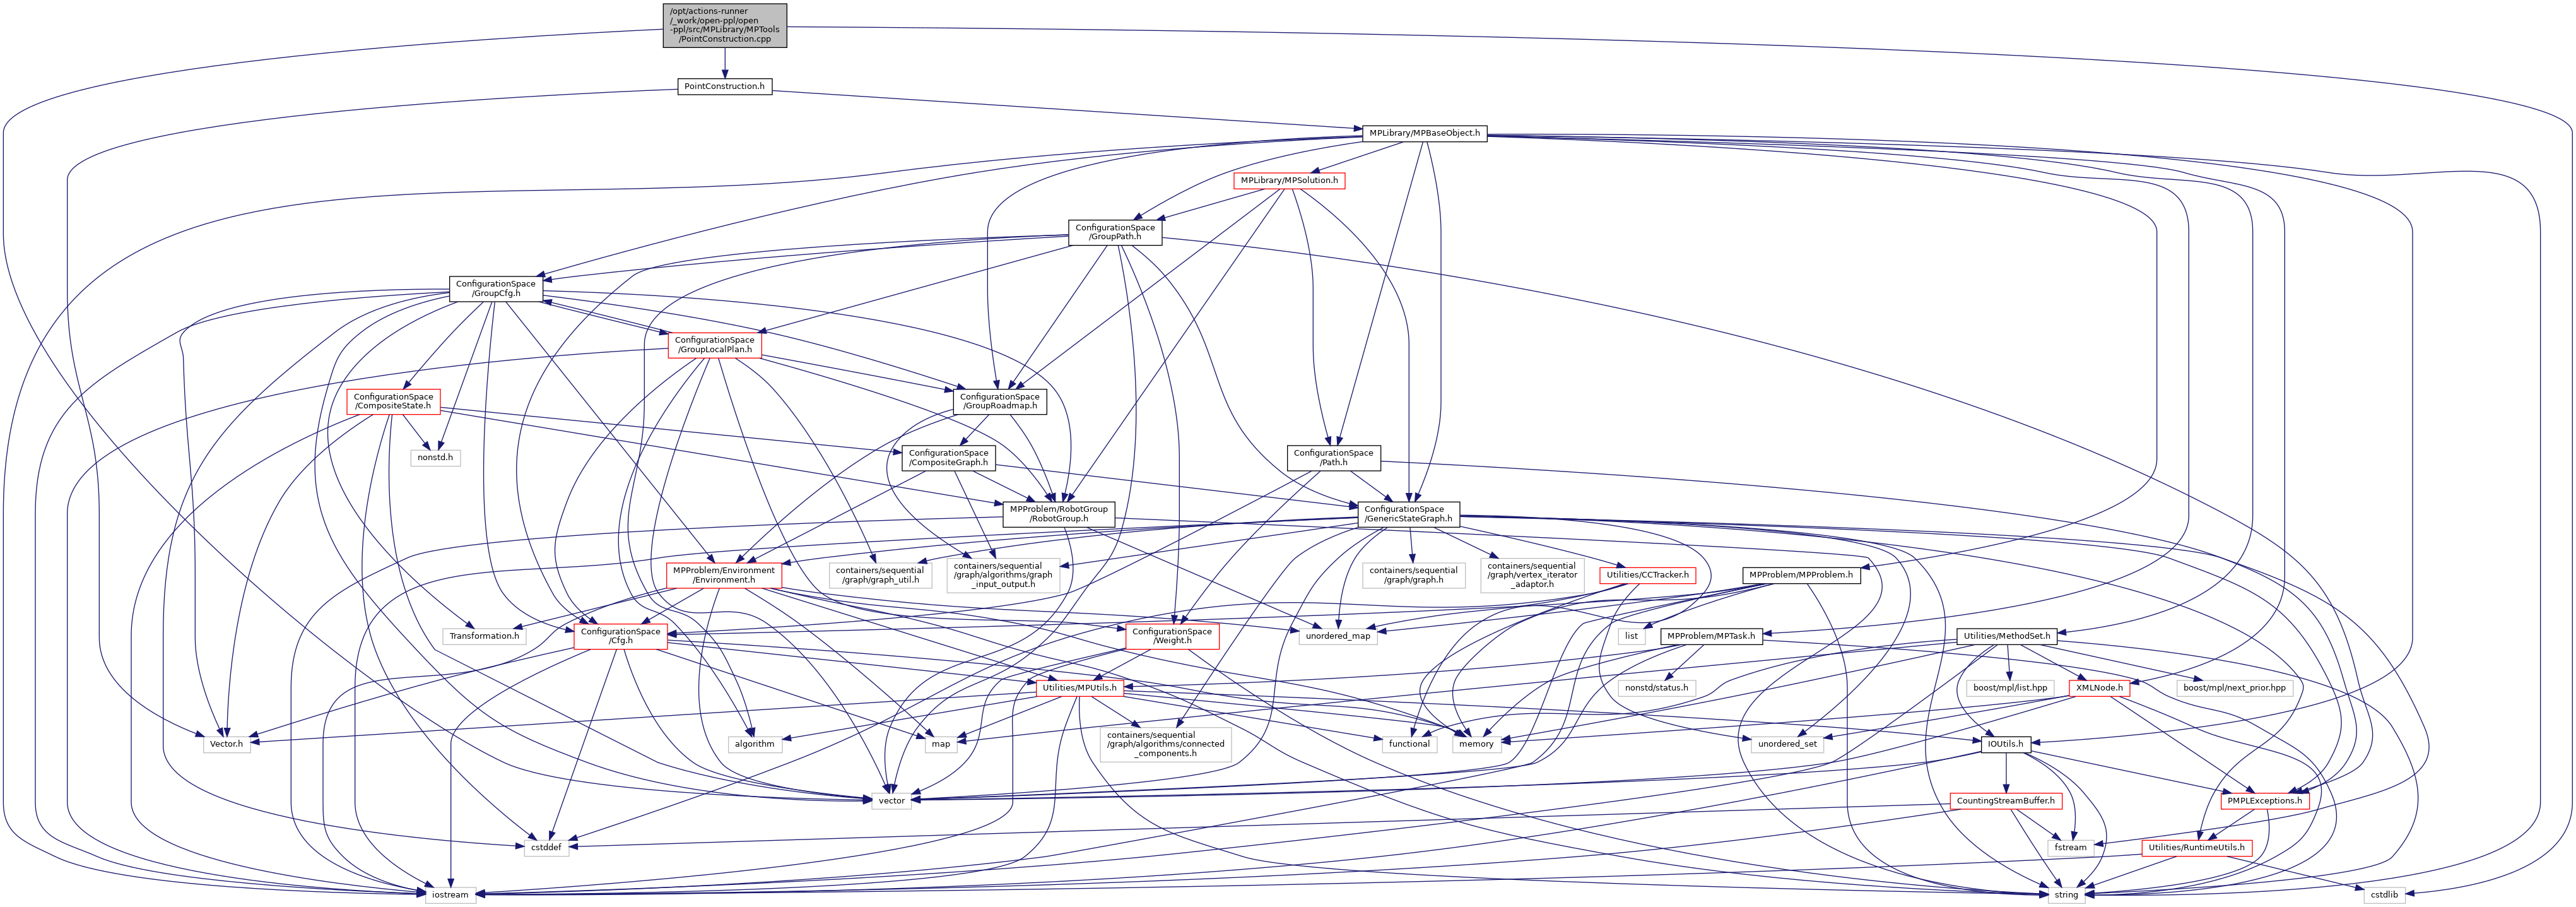 /opt/actions-runner
/_work/open-ppl/open
-ppl/src/MPLibrary/MPTools
/PointConstruction.cpp
PointConstruction.h
MPLibrary/MPBaseObject.h
MPLibrary/MPSolution.h
ConfigurationSpace
/GroupPath.h
ConfigurationSpace
/GroupCfg.h
ConfigurationSpace
/GroupLocalPlan.h
ConfigurationSpace
/CompositeState.h
ConfigurationSpace
/GroupRoadmap.h
nonstd.h
ConfigurationSpace
/CompositeGraph.h
ConfigurationSpace
/Path.h
MPProblem/RobotGroup
/RobotGroup.h
ConfigurationSpace
/GenericStateGraph.h
MPProblem/Environment
/Environment.h
containers/sequential
/graph/graph_util.h
containers/sequential
/graph/algorithms/graph
_input_output.h
containers/sequential
/graph/graph.h
containers/sequential
/graph/vertex_iterator
_adaptor.h
Utilities/CCTracker.h
MPProblem/MPProblem.h
Transformation.h
ConfigurationSpace
/Cfg.h
ConfigurationSpace
/Weight.h
unordered_map
list
MPProblem/MPTask.h
Utilities/MethodSet.h
Utilities/MPUtils.h
nonstd/status.h
boost/mpl/list.hpp
XMLNode.h
boost/mpl/next_prior.hpp
Vector.h
algorithm
map
containers/sequential
/graph/algorithms/connected
_components.h
functional
memory
unordered_set
IOUtils.h
vector
CountingStreamBuffer.h
PMPLExceptions.h
cstddef
fstream
Utilities/RuntimeUtils.h
iostream
string
cstdlib